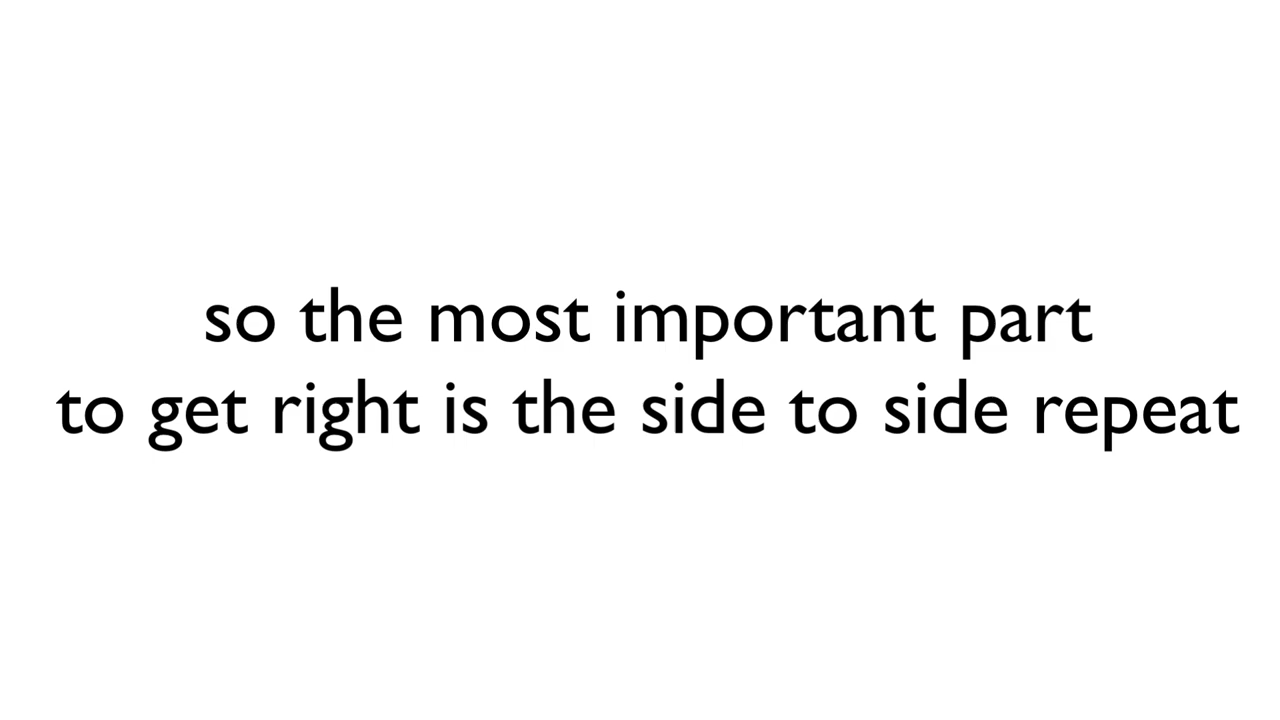 so the most important part
to get right is the side to side repeat